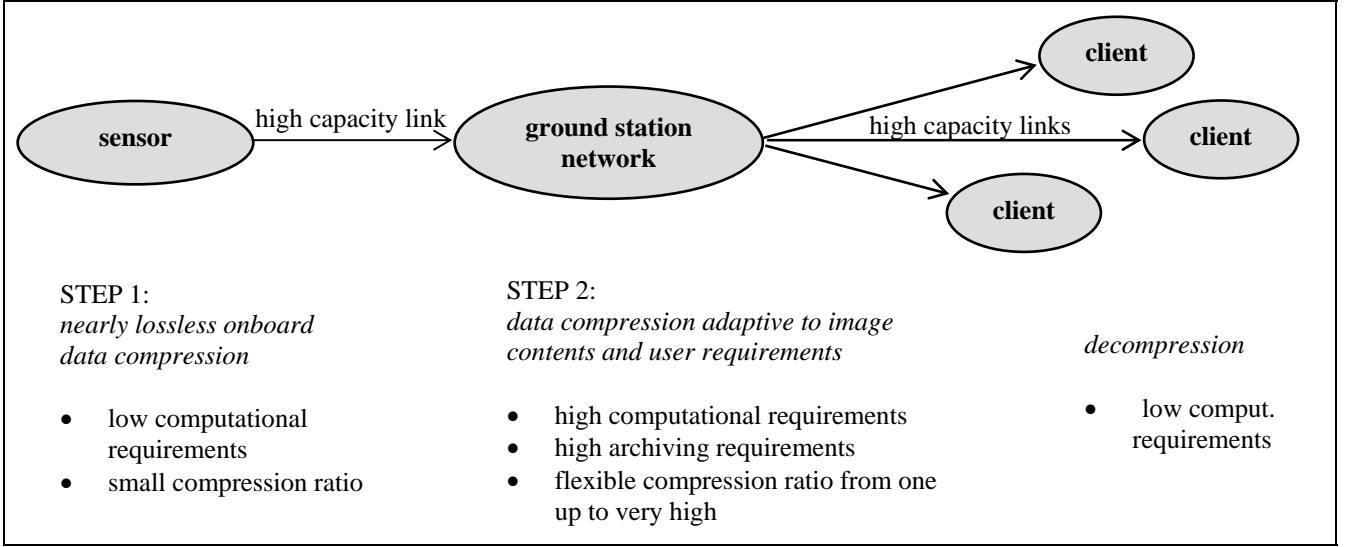 client
high capacity link
sensor
ground station
network
high capacity links
client
client
STEP 1:
nearly lossless onboard
data compression
• low computational
requirements
• small compression ratio
STEP 2:
data compression adaptive to image
contents and user requirements
• high computational requirements
• high archiving requirements
• flexible compression ratio from one
up to very high
decompression
• low comput.
requirements